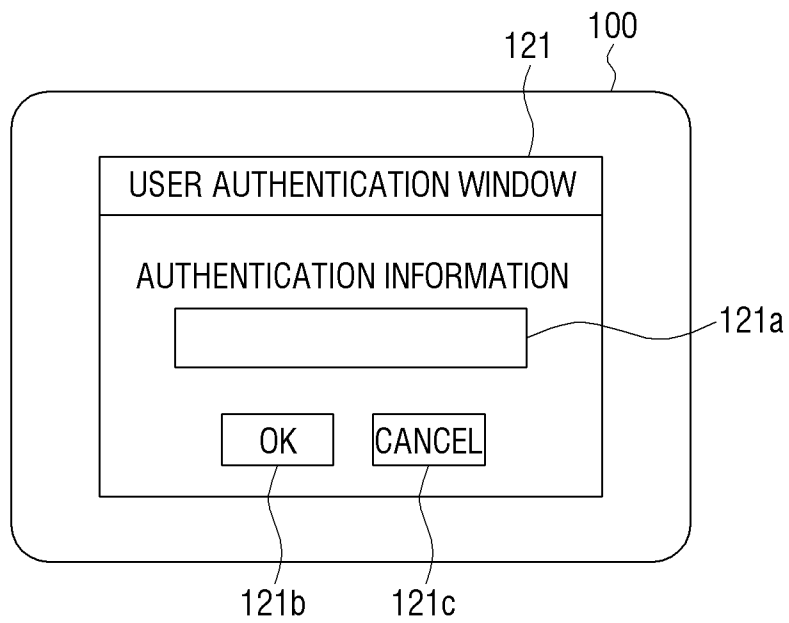 100
121
USER AUTHENTICATION WINDOW
AUTHENTICATION INFORMATION
121a
OK
CANCEL
121b
121c